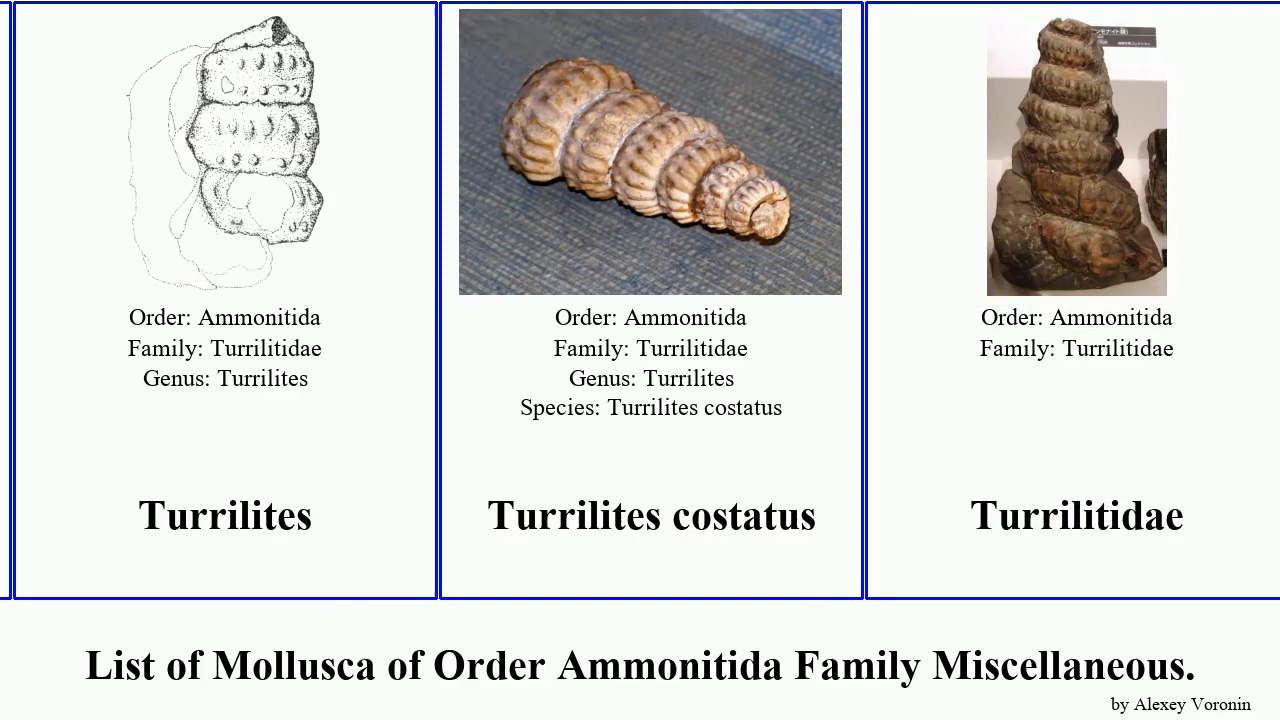 Order: Ammonitida
Family: Turrilitidae
Genus: Turrilites
Turrilites
Order: Ammonitida
Family: Turrilitidae
Genus: Turrilites
Species: Turrilites costatus
Turrilites costatus
Order: Ammonitida
Family: Turrilitidae
Turrilitidae
List of Mollusca of Order Ammonitida Family Miscellaneous.
by Alexey Voronin